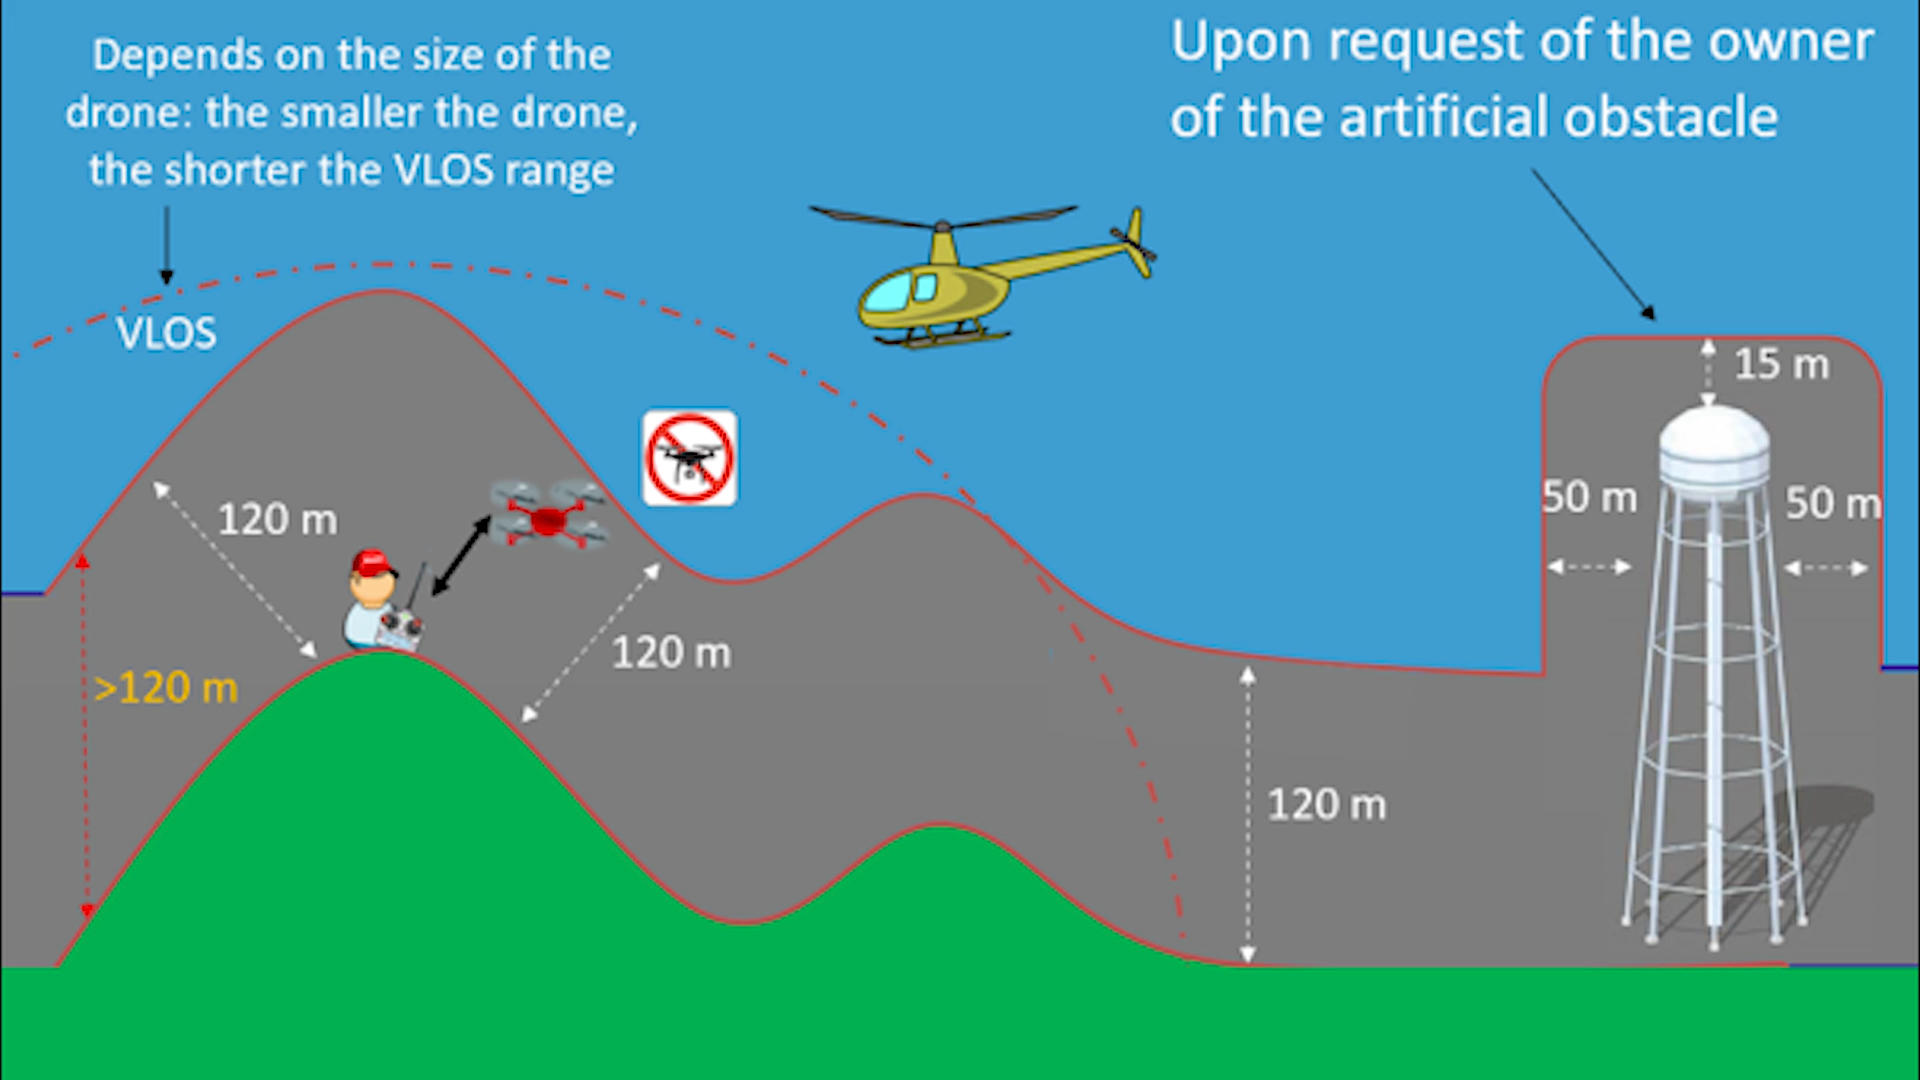 Depends on the size of the
drone: the smaller the drone,
the shorter the VLOS range
Upon request of the owner
of the artificial obstacle
VLOS
15 m
120 m
50 m
50 m
120 m
>120 m
120 m